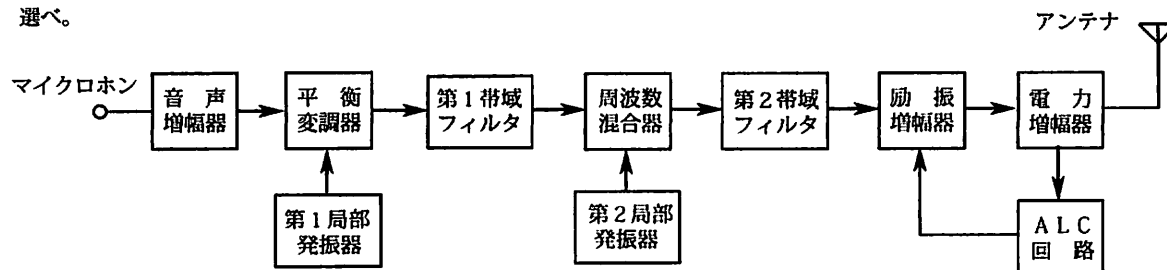 選べ。
アンテナ
マイクロホン
音声
増幅器
平衡
変調器
第1帯域
フィルタ
周波数
混合器
第2帯域
フィルタ
励振
増幅器
電力
増幅器
第1局部
発振器
第2局部
発振器
ALC
回路